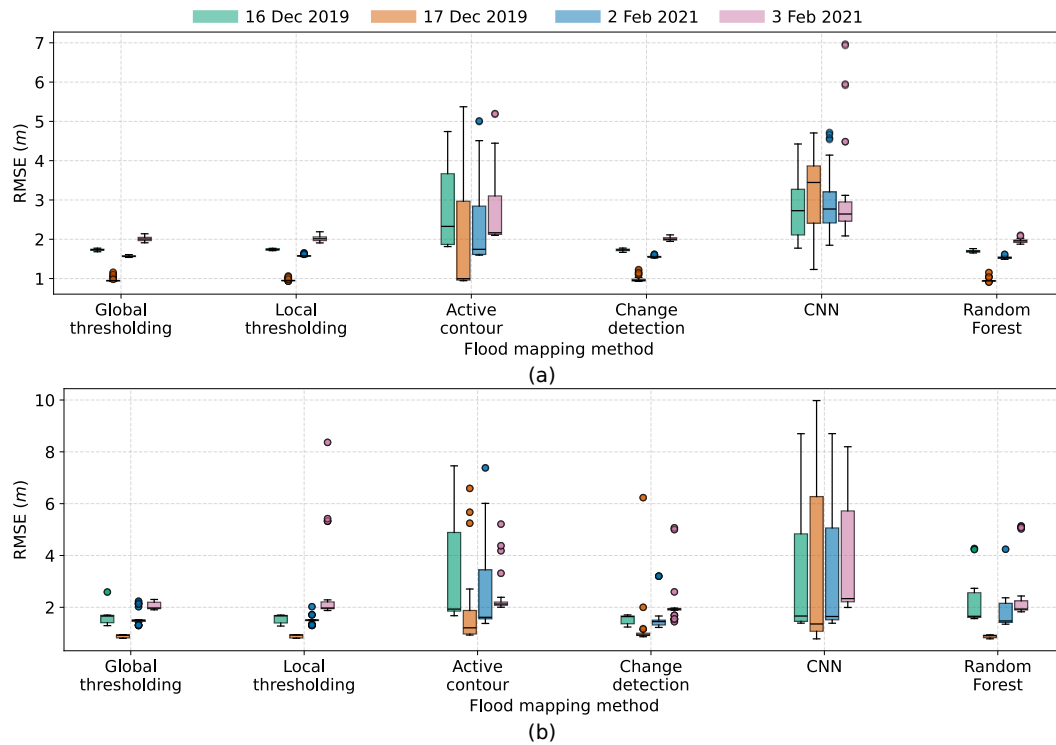 16 Dec 2019 17 Dec 2019 2 Feb 2021 3 Feb 2021
7
6
5
4
3
2
1
RMSE (m)
Global thresholding Local thresholding Active contour Change detection CNN Random Forest
Flood mapping method
(a)
10
8
6
4
2
RMSE (m)
Global thresholding Local thresholding Active contour Change detection CNN Random Forest
Flood mapping method
(b)